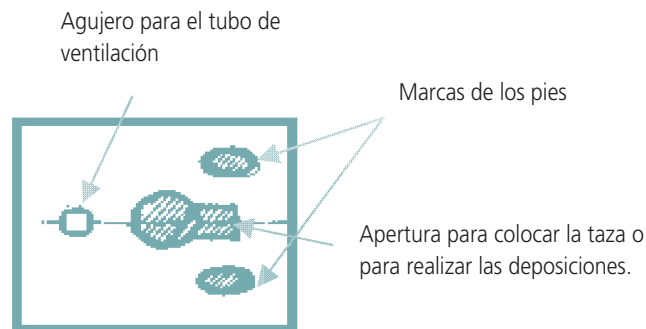 Agujero para el tubo de
ventilación
Marcas de los pies
Apertura para colocar la taza o
para realizar las deposiciones.